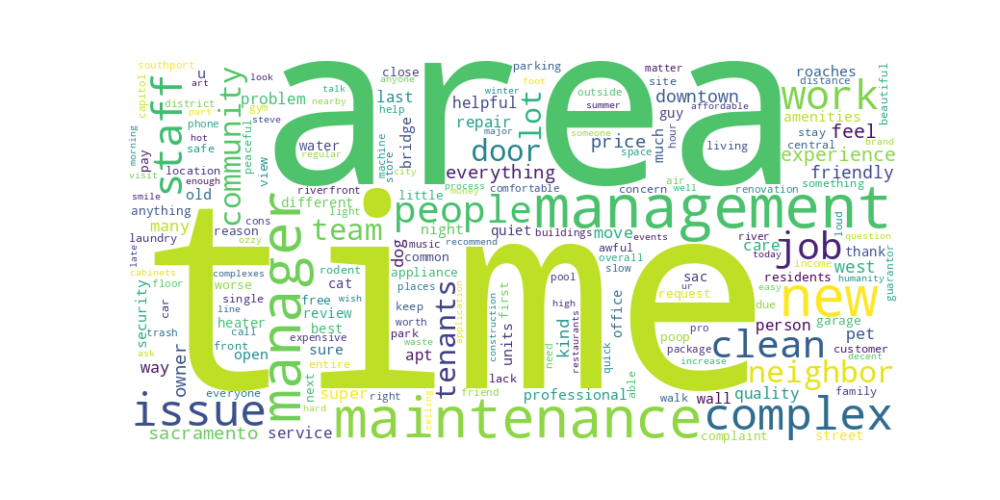 area
time
management
manager
maintenance
people
new
work
staff
job
complex
issue
clean
neighbor
community
door
lot
team
tenants
southport
art
u
look
close
parking
matter
roaches
distance
capitol
district
part
problem
gym
talk
nearby
anyone
last
help
helpful
winter
foot
outside
summer
site
downtown
affordable
guy
amenities
beautiful
morning
phone
steve
hot
safe
peaceful
water
regular
machine
store
bridge
repair
major
someone
price
space
much
hour
living
stay
central
feel
brand
experience
visit
pay
location
enough
view
city
everything
air
well
friendly
smile
old
riverfront
different
process
money
comfortable
concern
renovation
something
little
light
anything
cons
many
reason
ozzy
night
quiet
buildings
move
events
river
loud
question
late
laundry
dog
music
recommend
common
awful
overall
slow
care
today
thank
west
residents
income
humanity
guarantor
cabinets
floor
complexes
worse
rodent
cat
appliance
places
pool
sac
ur
request
easy
due
security
car
single
line
free
wish
review
keep
application
construction
first
high
restaurants
office
pro
person
garage
pet
trash
heater
call
expensive
best
worth
park
waste
units
need
kind
quick
poop
package
customer
increase
decent
ask
way
owner
front
open
next
sure
entire
apt
lack
walk
wall
quality
family
everyone
super
right
ceiling
friend
professional
able
hard
sacramento
service
complaint
street